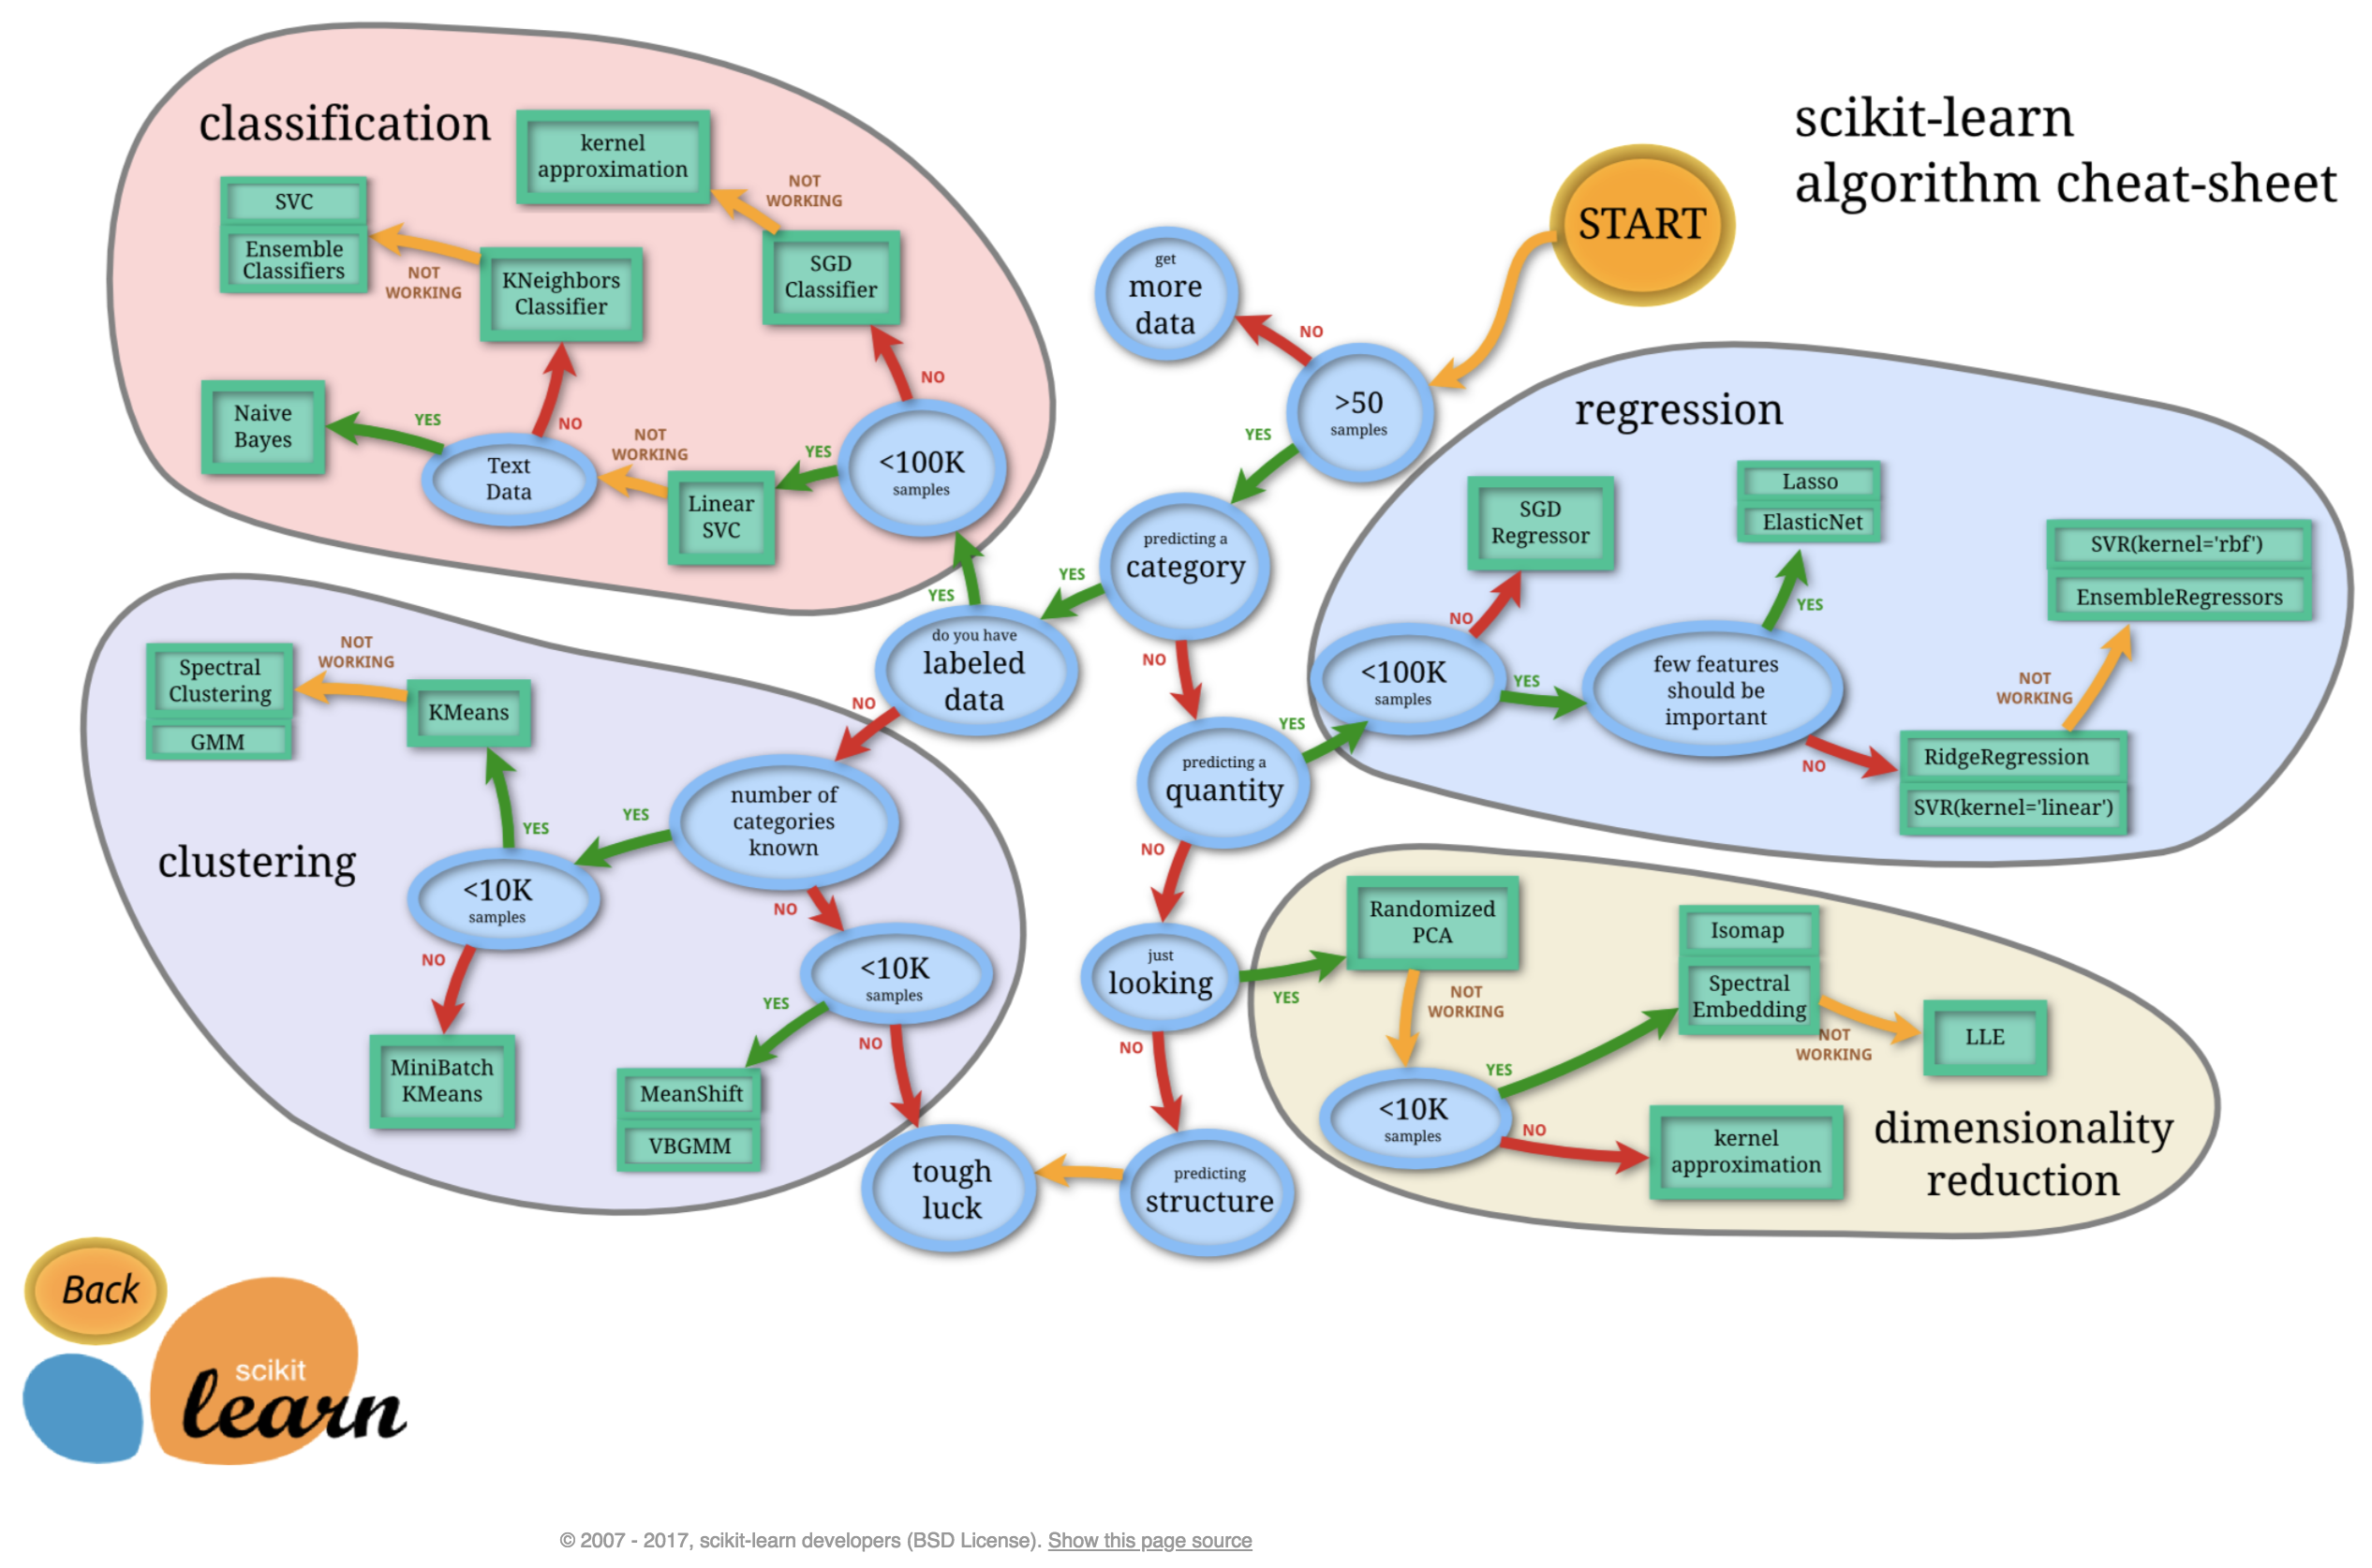 scikit-learn
algorithm cheat-sheet
START
classification
kernel
approximation
NOT
WORKING
SVC
Ensemble
Classifiers
NOT
WORKING
KNeighbors
Classifier
SGD
Classifier
NO
get
more
data
NO
>50
samples
YES
Naive
Bayes
YES
NO
Text
Data
NOT
WORKING
Linear
SVC
YES
<100K
samples
YES
predicting a
category
YES
NO
do you have
labeled
data
NO
regression
SGD
Regressor
Lasso
ElasticNet
SVR(kernel='rbf')
EnsembleRegressors
NO
YES
<100K
samples
YES
few features
should be
important
NOT
WORKING
NO
RidgeRegression
SVR(kernel='linear')
YES
predicting a
quantity
NO
clustering
Spectral
Clustering
GMM
NOT
WORKING
KMeans
YES
YES
number of
categories
known
<10K
samples
NO
NO
<10K
samples
YES
NO
MiniBatch
KMeans
MeanShift
VBGMM
just
looking
YES
NO
tough
luck
predicting
structure
Randomized
PCA
NOT
WORKING
Isomap
Spectral
Embedding
NOT
WORKING
LLE
YES
<10K
samples
NO
kernel
approximation
dimensionality
reduction
Back
scikit
learn
© 2007 - 2017, scikit-learn developers (BSD License). Show this page source